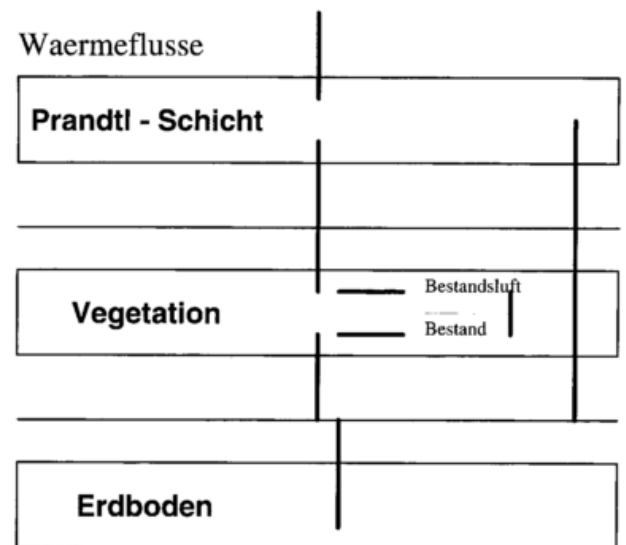 Waermeflusse
Prandtl - Schicht
Bestandsluft
Vegetation
Bestand
Erdboden